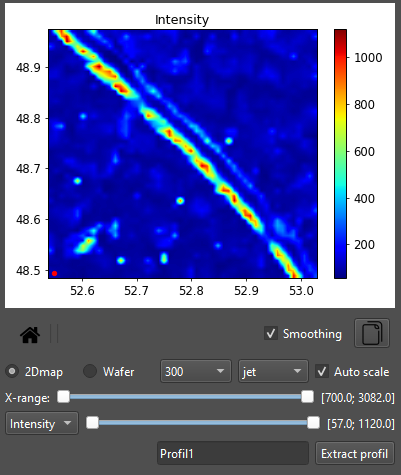 Intensity
48.9
48.8
48.7
48.6
48.5
52.6 52.7 52.8 52.9 53.0
1000
800
600
400
200
Smoothing
2Dmap Wafer 300 jet Auto scale
X-range: [700.0; 3082.0]
Intensity [57.0; 1120.0]
Profil1 Extract profil